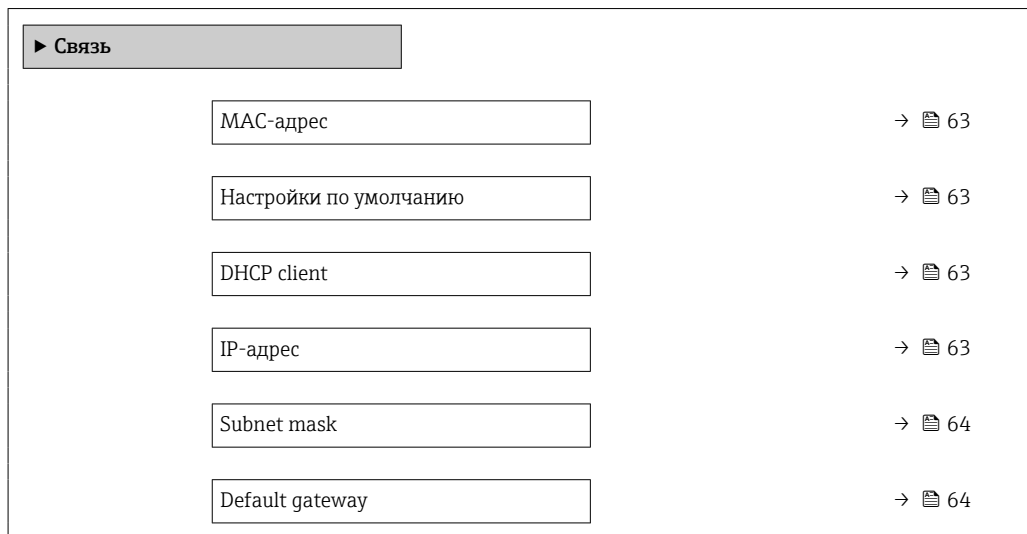 ► Связь
MAC-адрес → 63
Настройки по умолчанию → 63
DHCP client → 63
IP-адрес → 63
Subnet mask → 64
Default gateway → 64